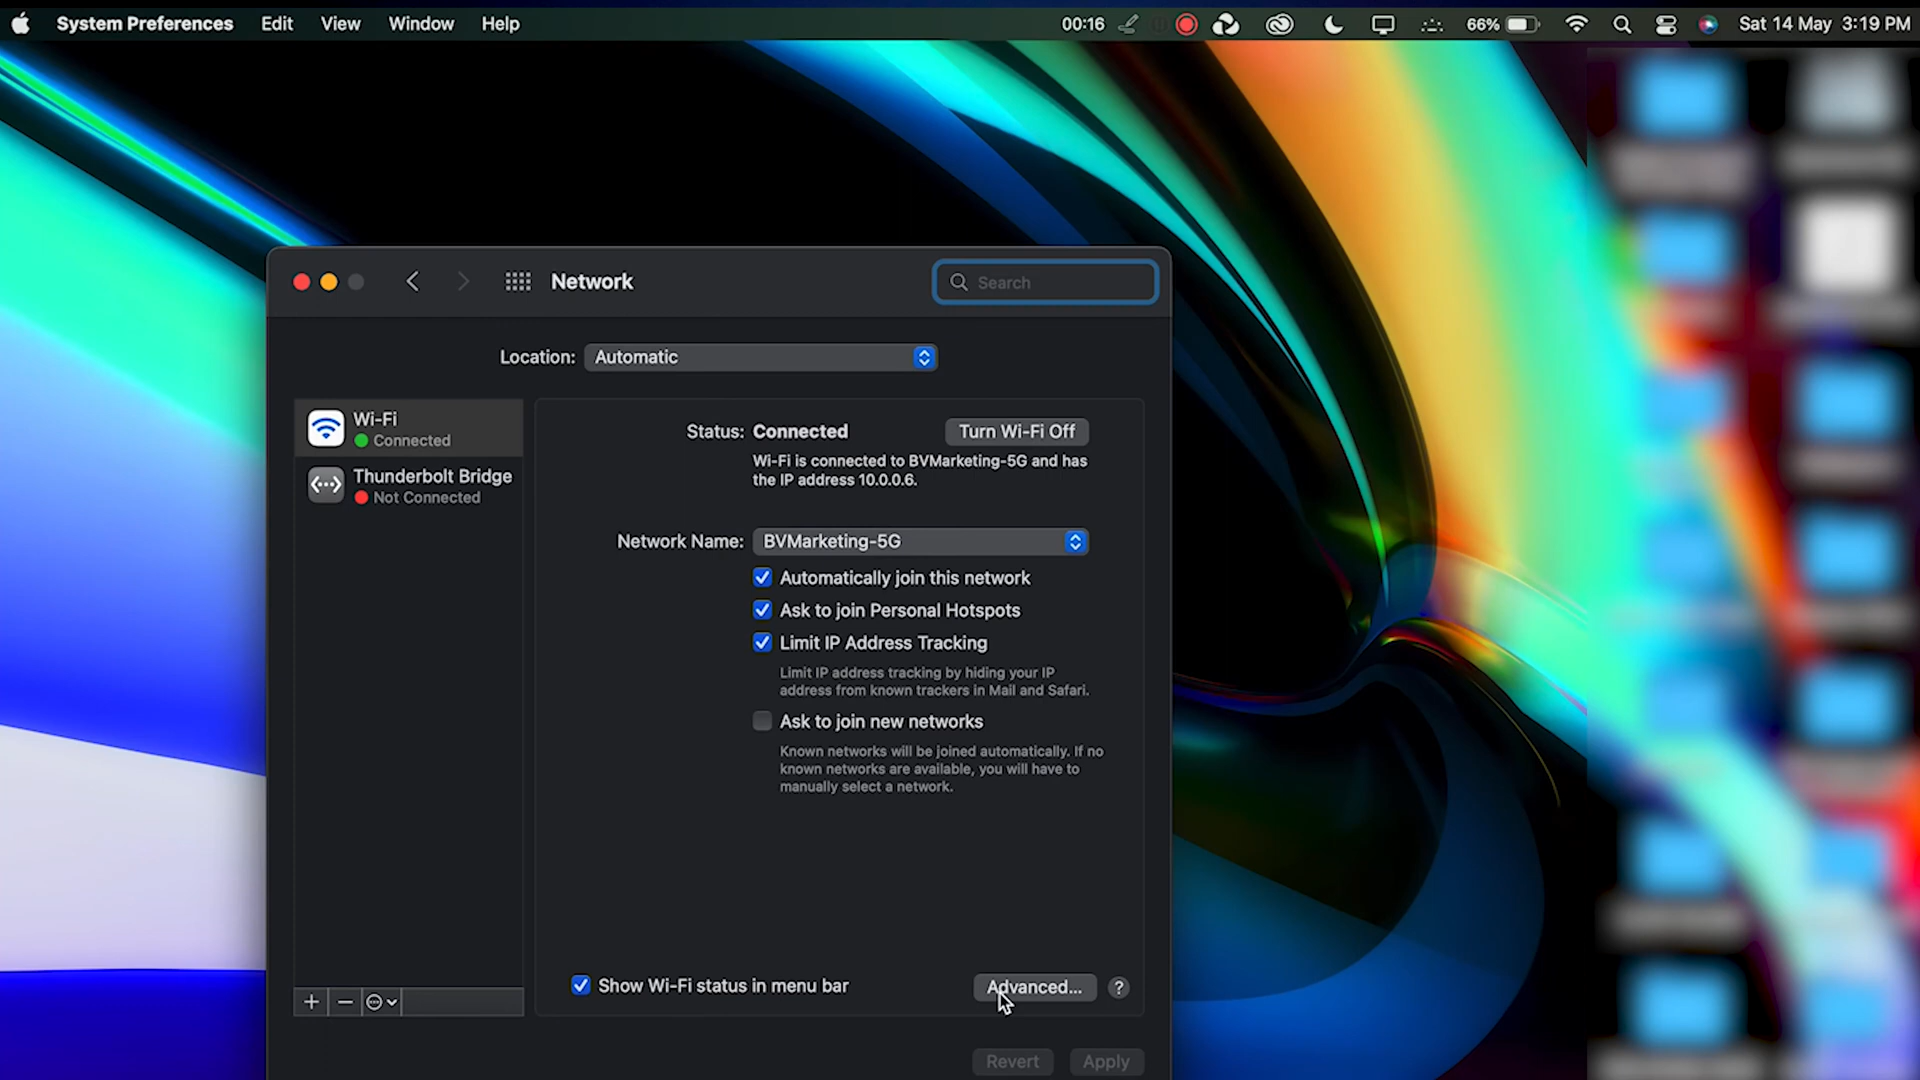 System Preferences Edit View Window Help 00:16 66% Sat 14 May 3:19 PM
Network
Search
Location: Automatic
Wi-Fi
Connected
Thunderbolt Bridge
Not Connected
Status: Connected
Turn Wi-Fi Off
Wi-Fi is connected to BVMarketing-5G and has
the IP address 10.0.0.6.
Network Name: BVMarketing-5G
Automatically join this network
Ask to join Personal Hotspots
Limit IP Address Tracking
Limit IP address tracking by hiding your IP
address from known trackers in Mail and Safari.
Ask to join new networks
Known networks will be joined automatically. If no
known networks are available, you will have to
manually select a network.
Show Wi-Fi status in menu bar
Advanced... ?
Revert Apply